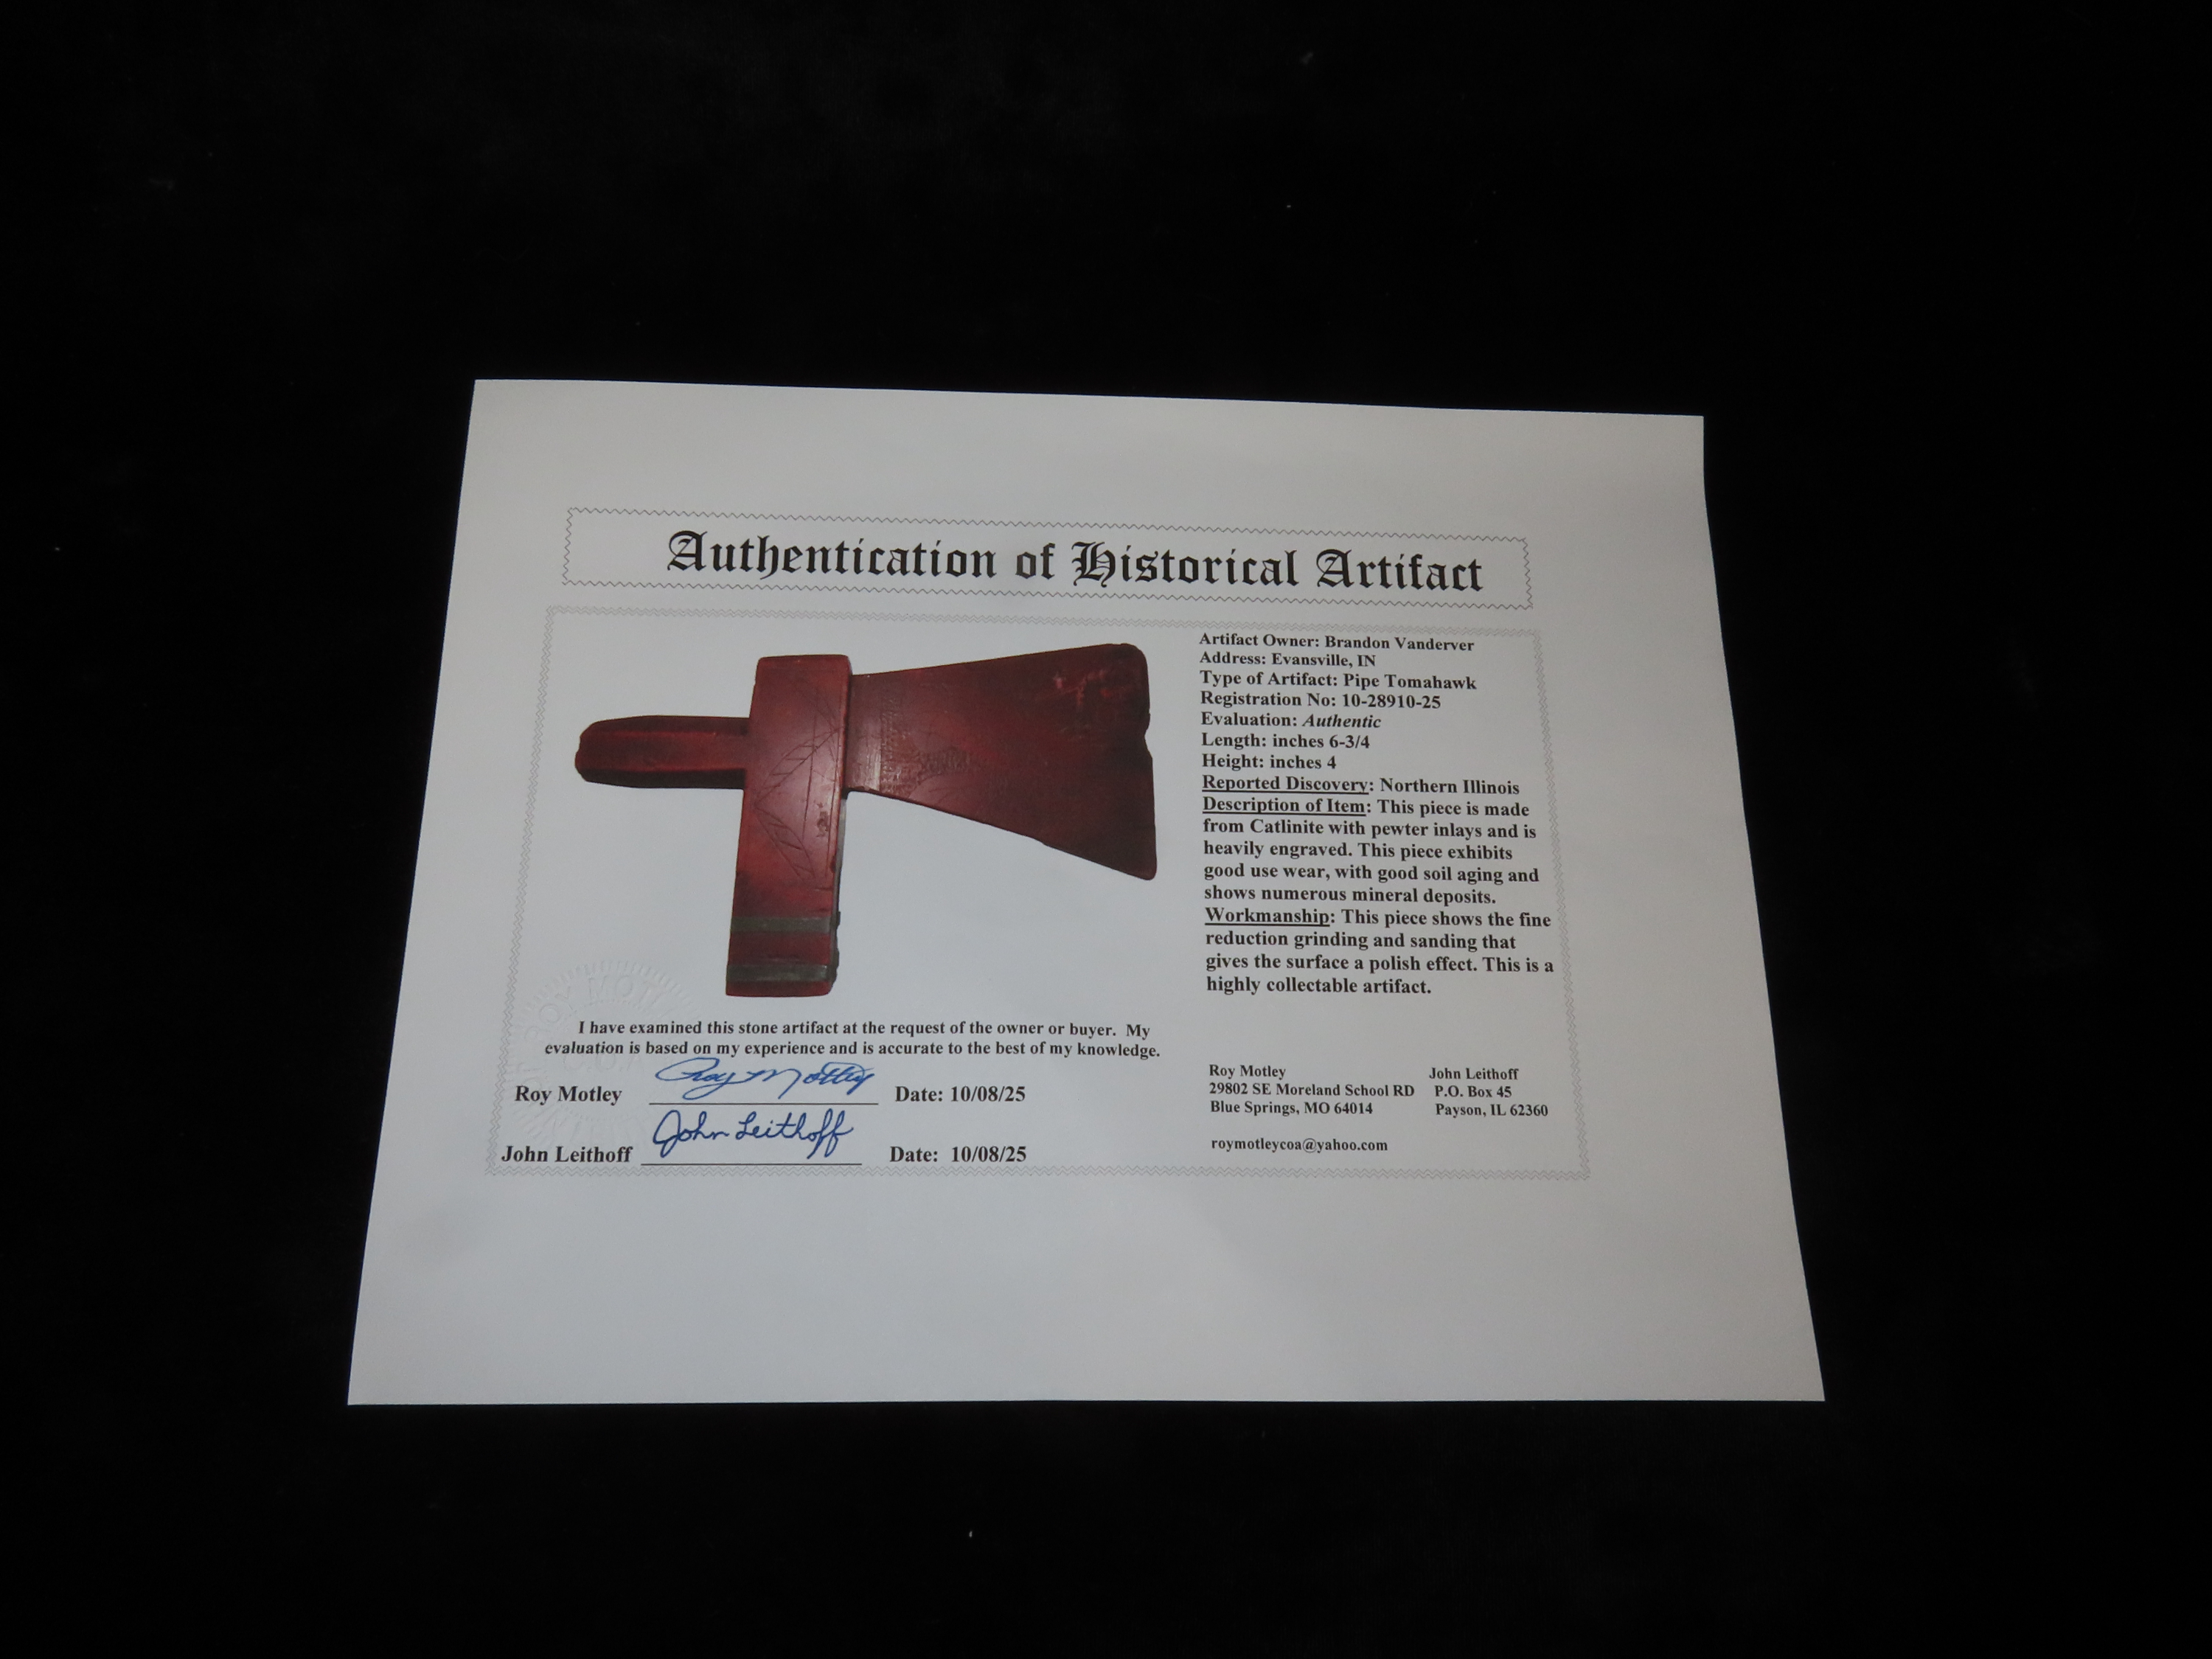 Authentication of Historical Artifact
Artifact Owner: Brandon Vanderver
Address: Evansville, IN
Type of Artifact: Pipe Tomahawk
Registration No: 10-28910-25
Evaluation: Authentic
Length: inches 6-3/4
Height: inches 4
Reported Discovery: Northern Illinois
Description of Item: This piece is made
from Catlinite with pewter inlays and is
heavily engraved. This piece exhibits
good use wear, with good soil aging and
shows numerous mineral deposits.
Workmanship: This piece shows the fine
reduction grinding and sanding that
gives the surface a polish effect. This is a
highly collectable artifact.
I have examined this stone artifact at the request of the owner or buyer. My
evaluation is based on my experience and is accurate to the best of my knowledge.
Roy Motley Roy Motley Date: 10/08/25
John Leithoff John Leithoff Date: 10/08/25
Roy Motley
29802 SE Moreland School RD
Blue Springs, MO 64014
roymotleycoa@yahoo.com
John Leithoff
P.O. Box 45
Payson, IL 62360